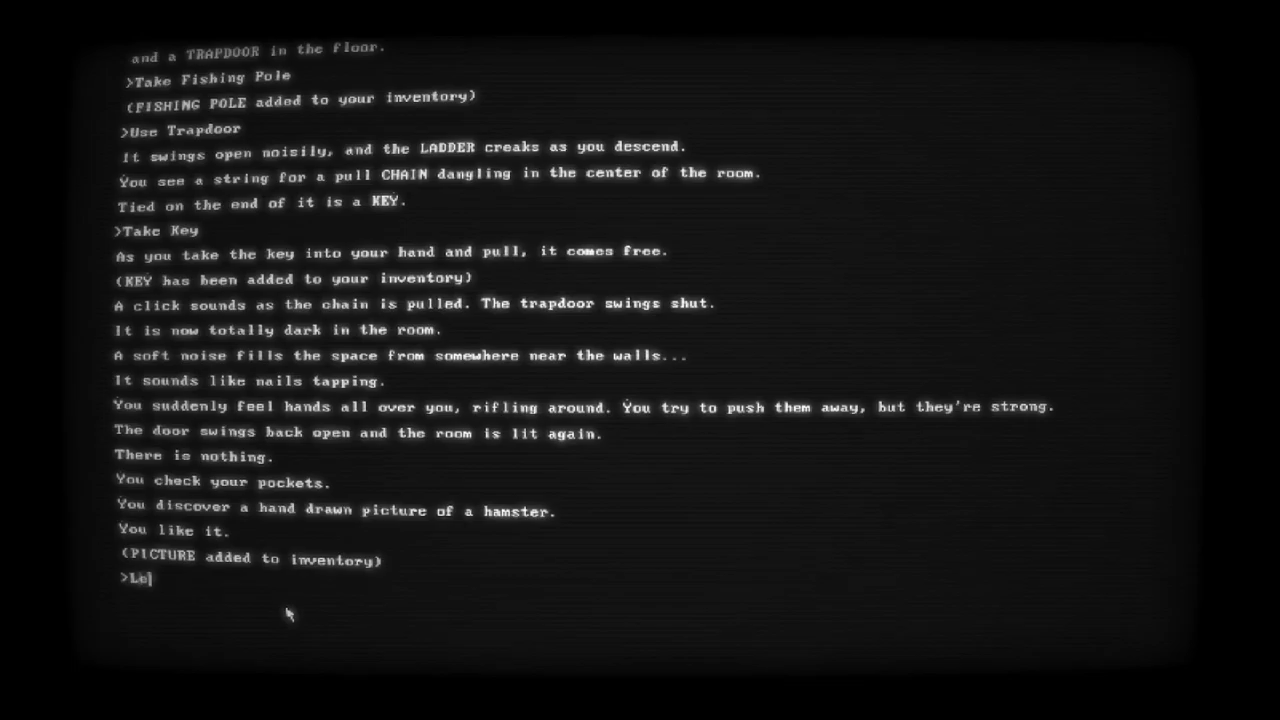 and a TRAPDOOR in the floor.
>Take Fishing Pole
(FISHING POLE added to your inventory)
>Use Trapdoor
It swings open noisily, and the LADDER creaks as you descend.
You see a string for a pull CHAIN dangling in the center of the room.
Tied on the end of it is a KEY.
>Take Key
As you take the key into your hand and pull, it comes free.
(KEY has been added to your inventory)
A click sounds as the chain is pulled. The trapdoor swings shut.
It is now totally dark in the room.
A soft noise fills the space from somewhere near the walls...
It sounds like nails tapping.
You suddenly feel hands all over you, rifling around. You try to push them away, but they're strong.
The door swings back open and the room is lit again.
There is nothing.
You check your pockets.
You discover a hand drawn picture of a hamster.
You like it.
(PICTURE added to inventory)
>Lo